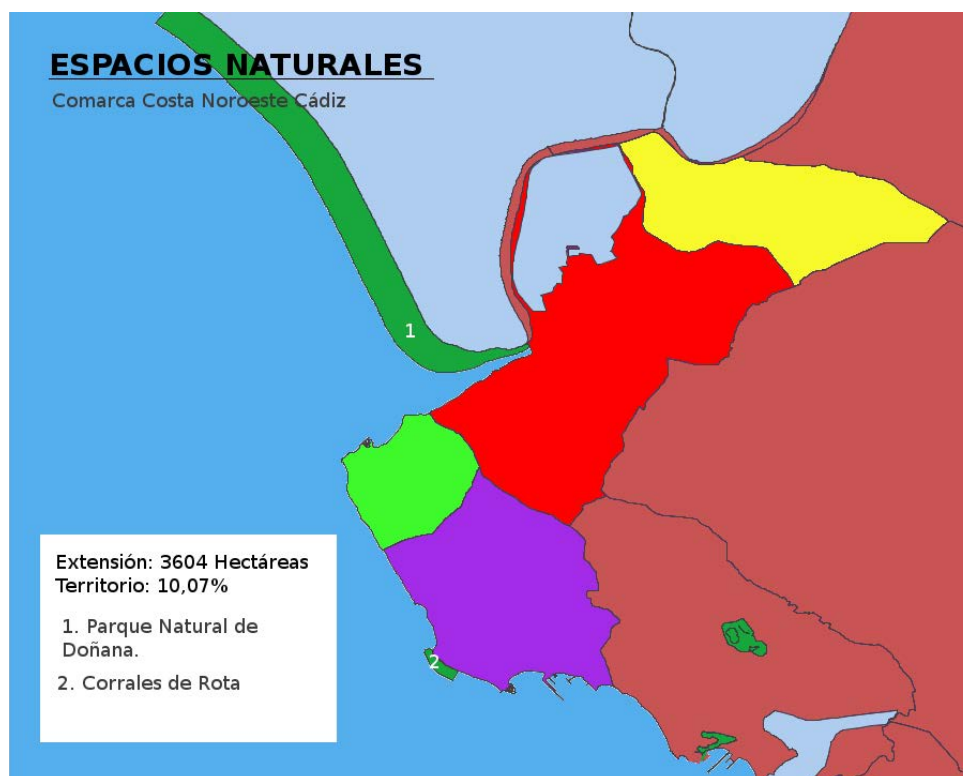 ESPACIOS NATURALES
Comarca Costa Noroeste Cádiz
1
2
Extensión: 3604 Hectáreas
Territorio: 10,07%
1. Parque Natural de
Doñana.
2. Corrales de Rota